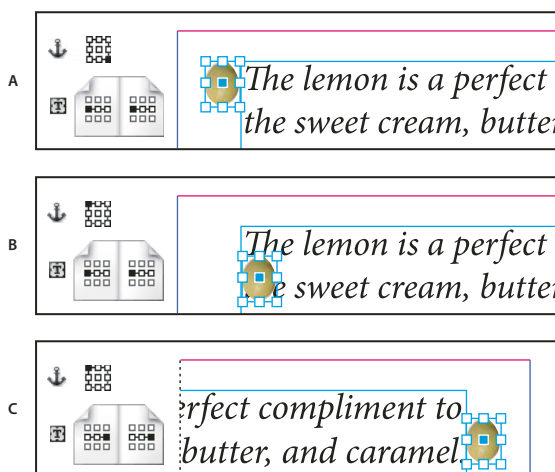 A
The lemon is a perfect
the sweet cream, butte
B
The lemon is a perfect
e sweet cream, butte
C
erfect compliment to
butter, and caramel.